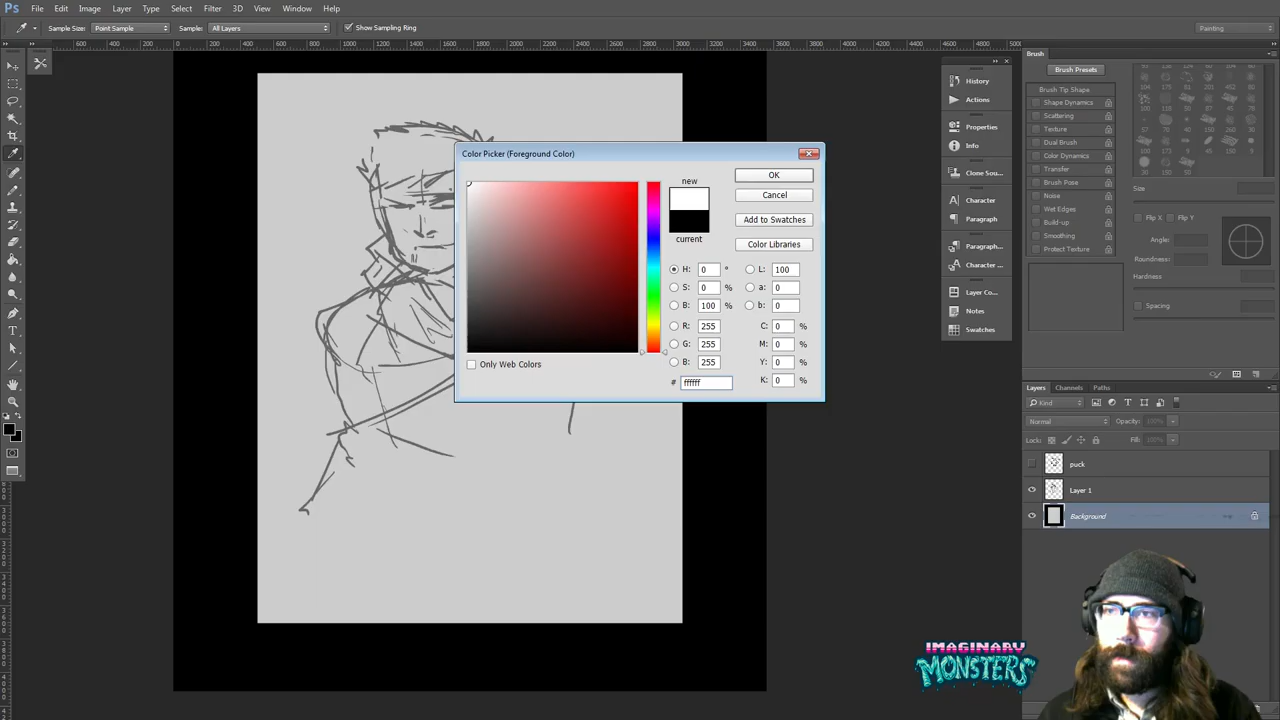 Ps File Edit Image Layer Type Select Filter 3D View Window Help
Sample Size: Point Sample Sample: All Layers Show Sampling Ring Painting
Color Picker (Foreground Color)
new
current
OK
Cancel
Add to Swatches
Color Libraries
H: 0 ° L: 100
S: 0 % a: 0
B: 100 % b: 0
R: 255 C: 0 %
G: 255 M: 0 %
B: 255 Y: 0 %
# ffffff K: 0 %
Only Web Colors
History
Actions
Properties
Info
Clone Sou...
Character
Paragraph
Paragraph...
Character ...
Layer Co...
Notes
Swatches
Brush
Brush Presets
Brush Tip Shape
Shape Dynamics
Scattering
Texture
Dual Brush
Color Dynamics
Transfer
Brush Pose
Noise
Wet Edges
Build-up
Smoothing
Protect Texture
Size
Flip X Flip Y
Angle:
Roundness:
Hardness
Spacing
Layers Channels Paths
Kind
Normal Opacity: 100%
Lock: Fill: 100%
puck
Layer 1
Background
IMAGINARY
MONSTERS